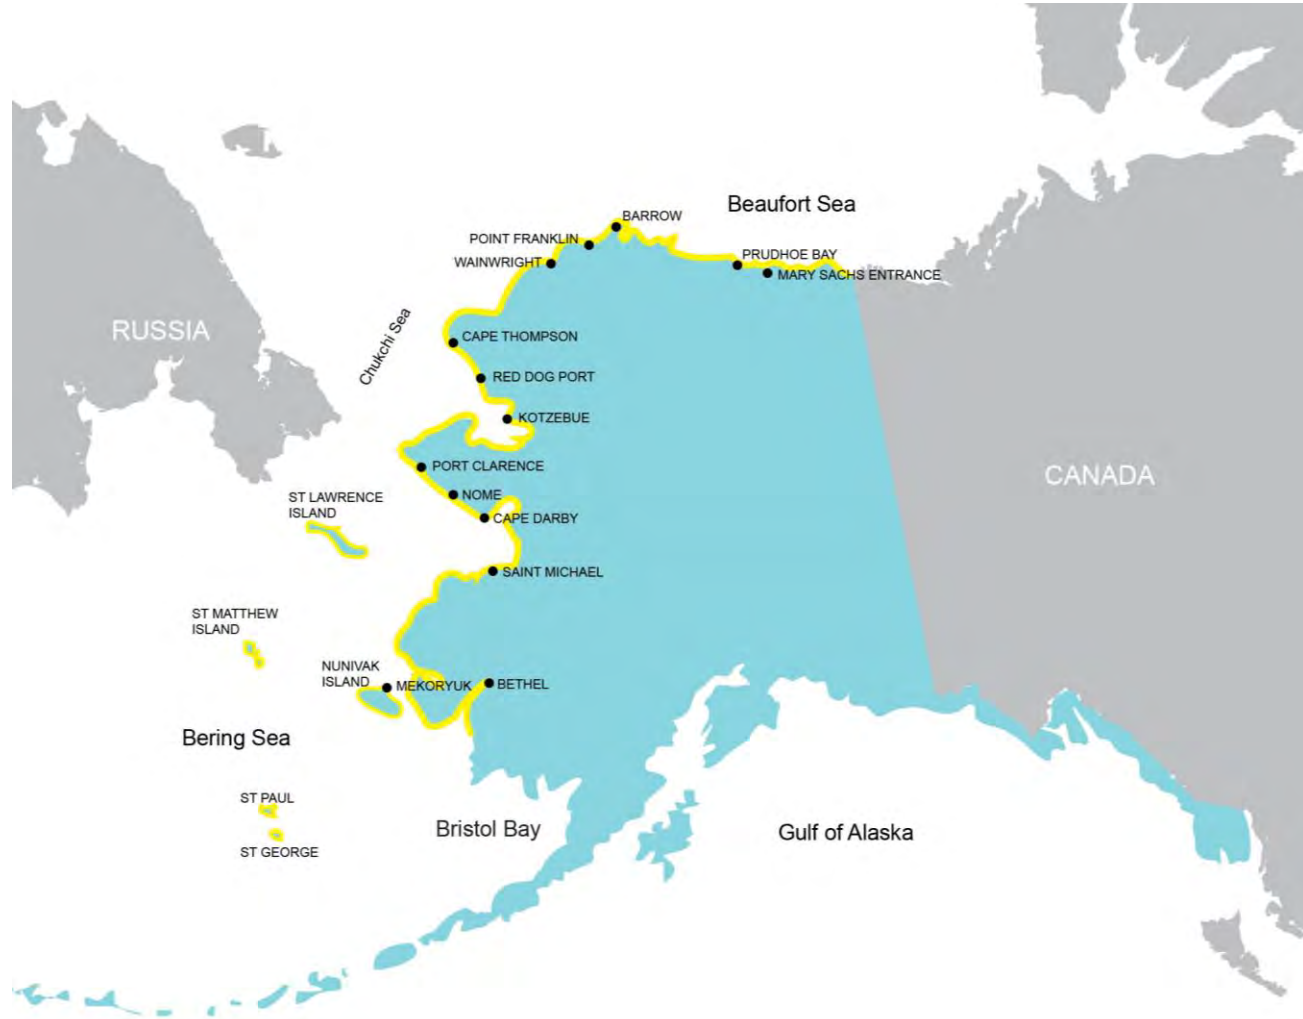 Beaufort Sea
BARROW
POINT FRANKLIN
WAINWRIGHT
PRUDHOE BAY
MARY SACHS ENTRANCE
RUSSIA
Chukchi Sea
CAPE THOMPSON
RED DOG PORT
KOTZEBUE
PORT CLARENCE
CANADA
NOME
ST LAWRENCE
ISLAND
CAPE DARBY
SAINT MICHAEL
ST MATTHEW
ISLAND
NUNIVAK
ISLAND
MEKORYUK
BETHEL
Bering Sea
ST PAUL
ST GEORGE
Bristol Bay
Gulf of Alaska